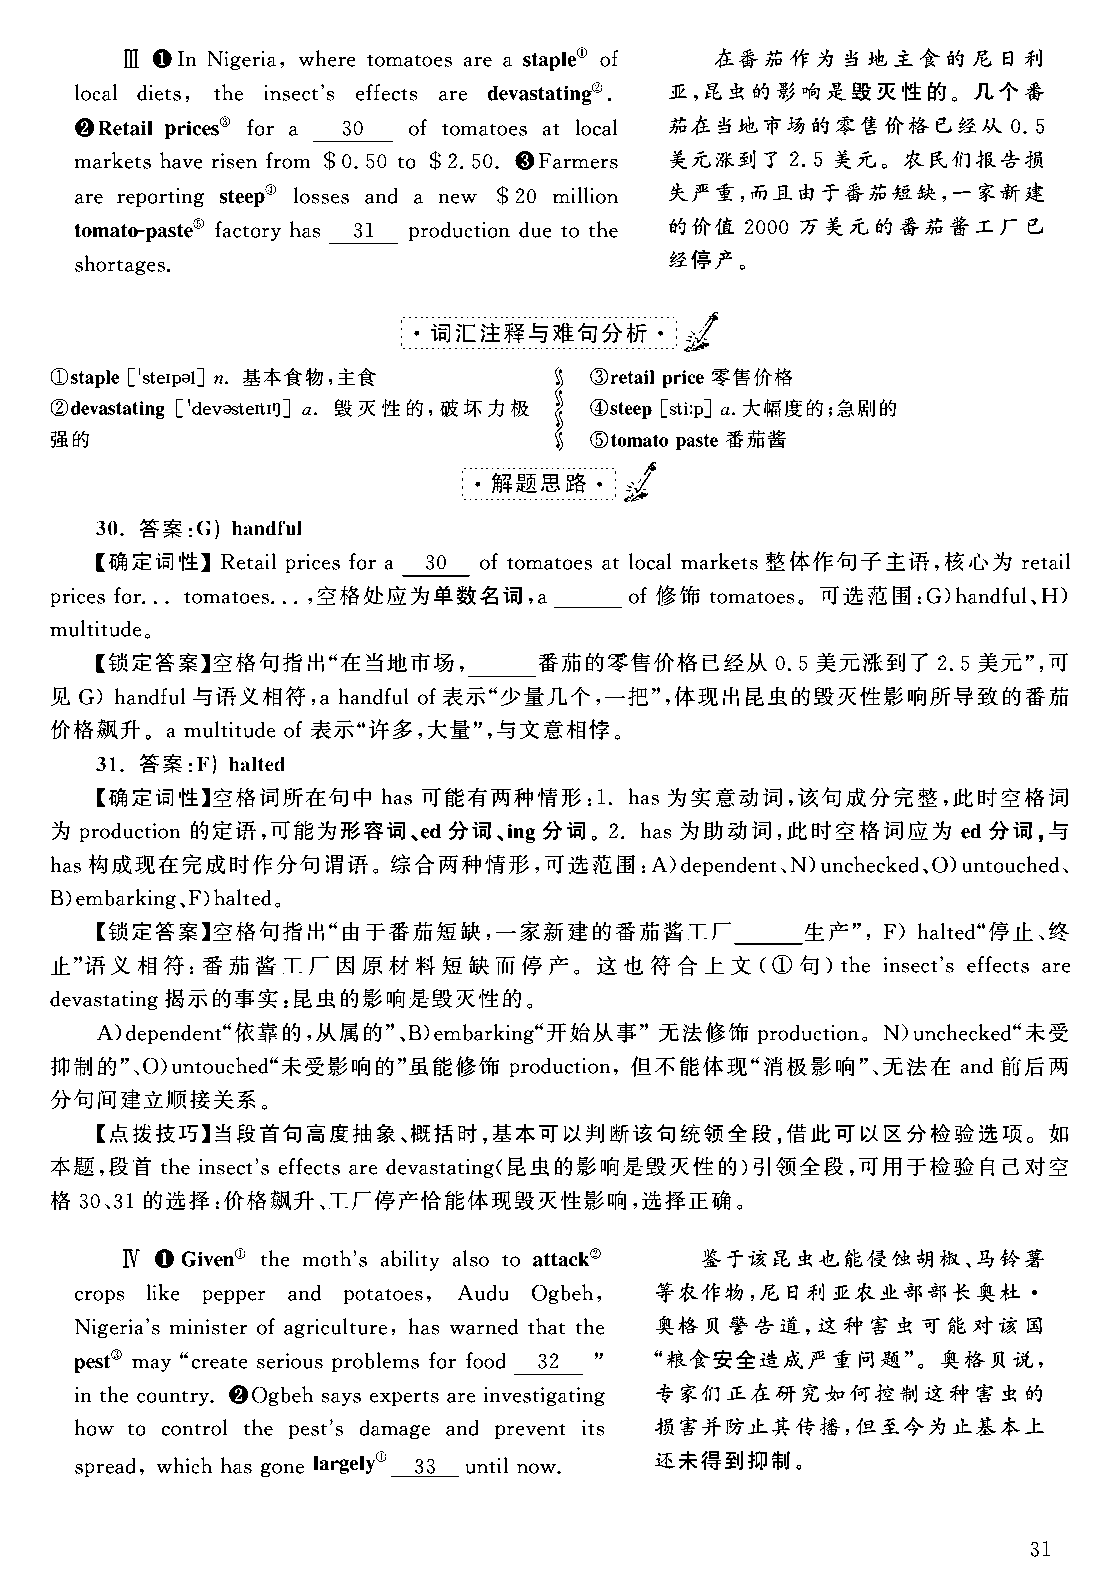 Ⅲ ❶In Nigeria, where tomatoes are a staple① of
local diets, the insect's effects are devastating②.
❷Retail prices③ for a 30 of tomatoes at local
markets have risen from $0.50 to $2.50. ❸Farmers
are reporting steep④ losses and a new $20 million
tomato-paste⑤ factory has 31 production due to the
shortages.
在番茄作为当地主食的尼日利
亚,昆虫的影响是毁灭性的。几个番
茄在当地市场的零售价格已经从 0.5
美元涨到了 2.5 美元。农民们报告损
失严重,而且由于番茄短缺,一家新建
的价值 2000 万美元的番茄酱工厂已
经停产。
·词汇注释与难句分析·
①staple [ˈsteɪpəl] n. 基本食物,主食
②devastating [ˈdevəsteɪtɪŋ] a. 毁灭性的,破坏力极
强的
③retail price 零售价格
④steep [stiːp] a.大幅度的;急剧的
⑤tomato paste 番茄酱
·解题思路·
30. 答案:G) handful
【确定词性】Retail prices for a 30 of tomatoes at local markets 整体作句子主语,核心为 retail
prices for... tomatoes...,空格处应为单数名词,a ______ of 修饰 tomatoes。可选范围:G)handful、H)
multitude。
【锁定答案】空格句指出“在当地市场,______番茄的零售价格已经从 0.5 美元涨到了 2.5 美元”,可
见 G) handful 与语义相符,a handful of 表示“少量几个,一把”,体现出昆虫的毁灭性影响所导致的番茄
价格飙升。a multitude of 表示“许多,大量”,与文意相悖。
31. 答案:F) halted
【确定词性】空格词所在句中 has 可能有两种情形:1. has 为实意动词,该句成分完整,此时空格词
为 production 的定语,可能为形容词、ed 分词、ing 分词。2. has 为助动词,此时空格词应为 ed 分词,与
has 构成现在完成时作分句谓语。综合两种情形,可选范围:A)dependent、N)unchecked、O)untouched、
B)embarking、F)halted。
【锁定答案】空格句指出“由于番茄短缺,一家新建的番茄酱工厂______生产”, F) halted“停止、终
止”语义相符:番茄酱工厂因原材料短缺而停产。这也符合上文(①句)the insect's effects are
devastating 揭示的事实:昆虫的影响是毁灭性的。
A)dependent“依靠的,从属的”、B)embarking“开始从事” 无法修饰 production。N)unchecked“未受
抑制的”、O)untouched“未受影响的”虽能修饰 production, 但不能体现“消极影响”、无法在 and 前后两
分句间建立顺接关系。
【点拨技巧】当段首句高度抽象、概括时,基本可以判断该句统领全段,借此可以区分检验选项。如
本题,段首 the insect's effects are devastating(昆虫的影响是毁灭性的)引领全段,可用于检验自己对空
格 30、31 的选择:价格飙升、工厂停产恰能体现毁灭性影响,选择正确。
Ⅳ ❶Given① the moth's ability also to attack②
crops like pepper and potatoes, Audu Ogbeh,
Nigeria's minister of agriculture, has warned that the
pest③ may “create serious problems for food 32 ”
in the country. ❷Ogbeh says experts are investigating
how to control the pest's damage and prevent its
spread, which has gone largely① 33 until now.
鉴于该昆虫也能侵蚀胡椒、马铃薯
等农作物,尼日利亚农业部部长奥杜·
奥格贝警告道,这种害虫可能对该国
“粮食安全造成严重问题”。奥格贝说,
专家们正在研究如何控制这种害虫的
损害并防止其传播,但至今为止基本上
还未得到抑制。
31